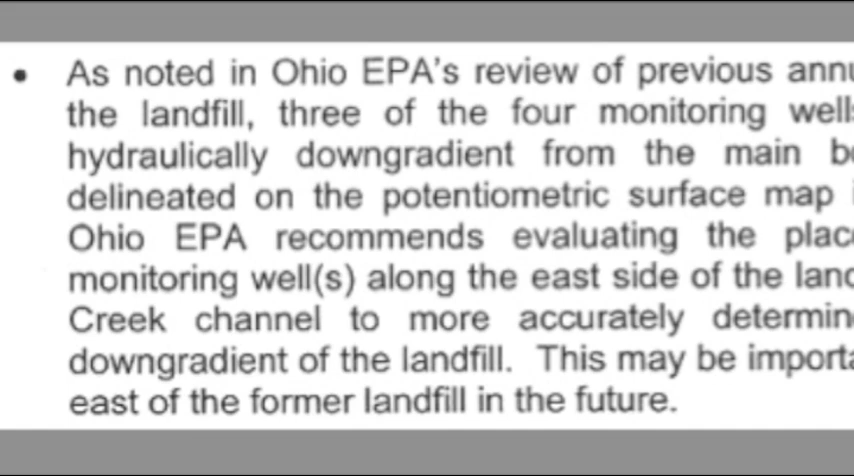 • As noted in Ohio EPA's review of previous annu
the landfill, three of the four monitoring wells
hydraulically downgradient from the main b
delineated on the potentiometric surface map
Ohio EPA recommends evaluating the plac
monitoring well(s) along the east side of the land
Creek channel to more accurately determin
downgradient of the landfill. This may be importa
east of the former landfill in the future.